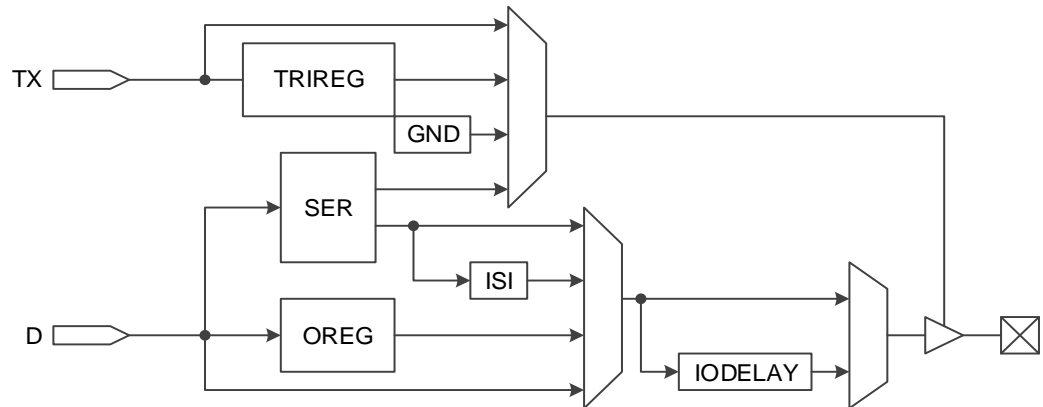 TX
TRIREG
GND
SER
ISI
D
OREG
IODELAY